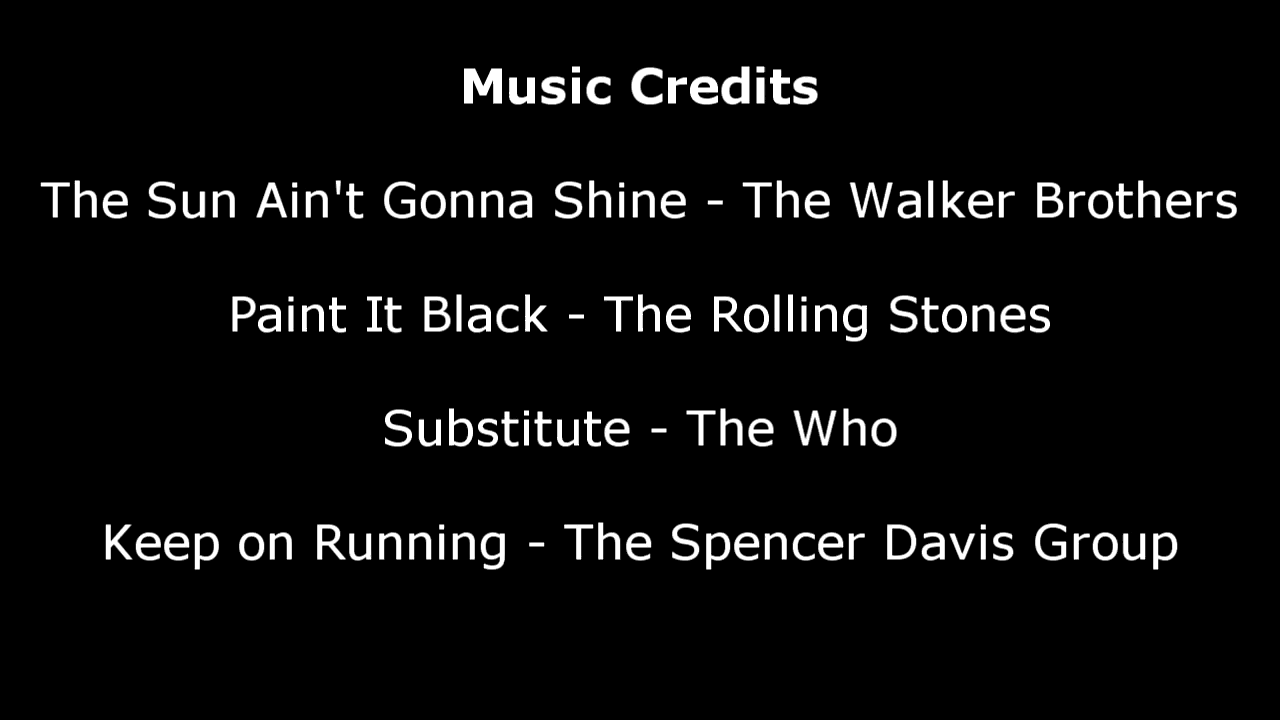 Music Credits
The Sun Ain't Gonna Shine - The Walker Brothers
Paint It Black - The Rolling Stones
Substitute - The Who
Keep on Running - The Spencer Davis Group